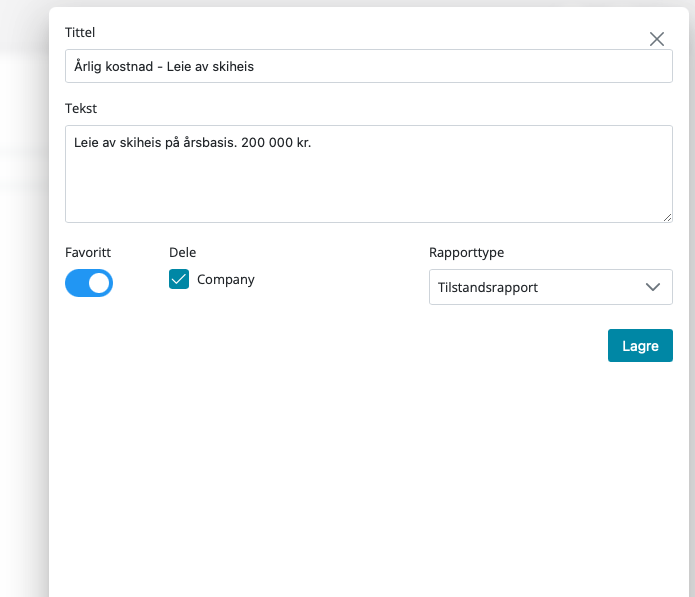 Tittel
Årlig kostnad - Leie av skiheis
Tekst
Leie av skiheis på årsbasis. 200 000 kr.
Favoritt Dele Rapporttype
Company
Tilstandsrapport
Lagre